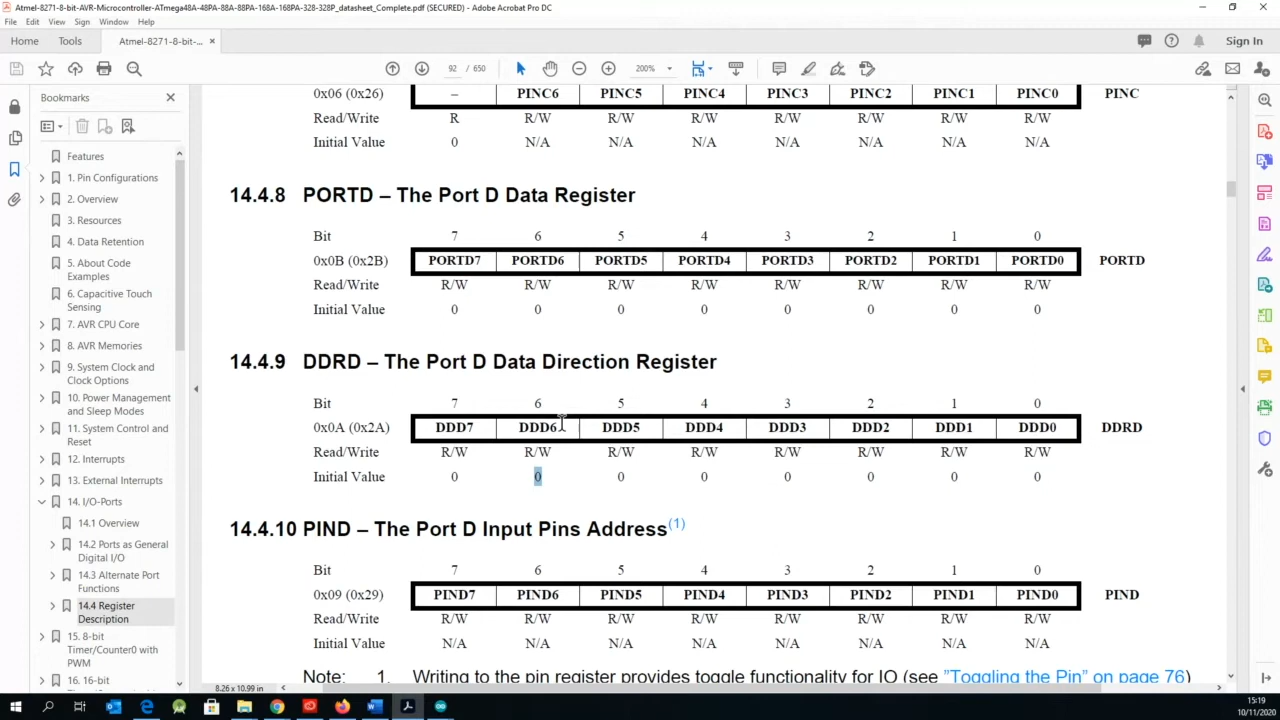 Atmel-8271-8-bit-AVR-Microcontroller-ATmega48A-48PA-88A-88PA-168A-168PA-328-328P_datasheet_Complete.pdf (SECURED) - Adobe Acrobat Pro DC
File Edit View Sign Window Help
Home Tools Atmel-8271-8-bit-... × Sign In
92 / 650 200%
Bookmarks
Features
1. Pin Configurations
2. Overview
3. Resources
4. Data Retention
5. About Code
Examples
6. Capacitive Touch
Sensing
7. AVR CPU Core
8. AVR Memories
9. System Clock and
Clock Options
10. Power Management
and Sleep Modes
11. System Control and
Reset
12. Interrupts
13. External Interrupts
14. I/O-Ports
14.1 Overview
14.2 Ports as General
Digital I/O
14.3 Alternate Port
Functions
14.4 Register
Description
15. 8-bit
Timer/Counter0 with
PWM
16. 16-bit
0x06 (0x26) – PINC6 PINC5 PINC4 PINC3 PINC2 PINC1 PINC0 PINC
Read/Write R R/W R/W R/W R/W R/W R/W R/W
Initial Value 0 N/A N/A N/A N/A N/A N/A N/A
14.4.8 PORTD – The Port D Data Register
Bit 7 6 5 4 3 2 1 0
0x0B (0x2B) PORTD7 PORTD6 PORTD5 PORTD4 PORTD3 PORTD2 PORTD1 PORTD0 PORTD
Read/Write R/W R/W R/W R/W R/W R/W R/W R/W
Initial Value 0 0 0 0 0 0 0 0
14.4.9 DDRD – The Port D Data Direction Register
Bit 7 6 5 4 3 2 1 0
0x0A (0x2A) DDD7 DDD6 DDD5 DDD4 DDD3 DDD2 DDD1 DDD0 DDRD
Read/Write R/W R/W R/W R/W R/W R/W R/W R/W
Initial Value 0 0 0 0 0 0 0 0
14.4.10 PIND – The Port D Input Pins Address(1)
Bit 7 6 5 4 3 2 1 0
0x09 (0x29) PIND7 PIND6 PIND5 PIND4 PIND3 PIND2 PIND1 PIND0 PIND
Read/Write R/W R/W R/W R/W R/W R/W R/W R/W
Initial Value N/A N/A N/A N/A N/A N/A N/A N/A
Note: 1. Writing to the pin register provides toggle functionality for IO (see "Toggling the Pin" on page 76)
8.26 x 10.99 in
15:19
10/11/2020